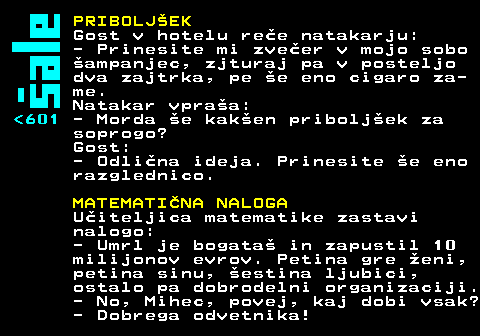 Šale
<601
PRIBOLJŠEK
Gost v hotelu reče natakarju:
- Prinesite mi zvečer v mojo sobo
šampanjec, zjturaj pa v posteljo
dva zajtrka, pe še eno cigaro za-
me.
Natakar vpraša:
- Morda še kakšen priboljšek za
soprogo?
Gost:
- Odlična ideja. Prinesite še eno
razglednico.
MATEMATIČNA NALOGA
Učiteljica matematike zastavi
nalogo:
- Umrl je bogataš in zapustil 10
milijonov evrov. Petina gre ženi,
petina sinu, šestina ljubici,
ostalo pa dobrodelni organizaciji.
- No, Mihec, povej, kaj dobi vsak?
- Dobrega odvetnika!